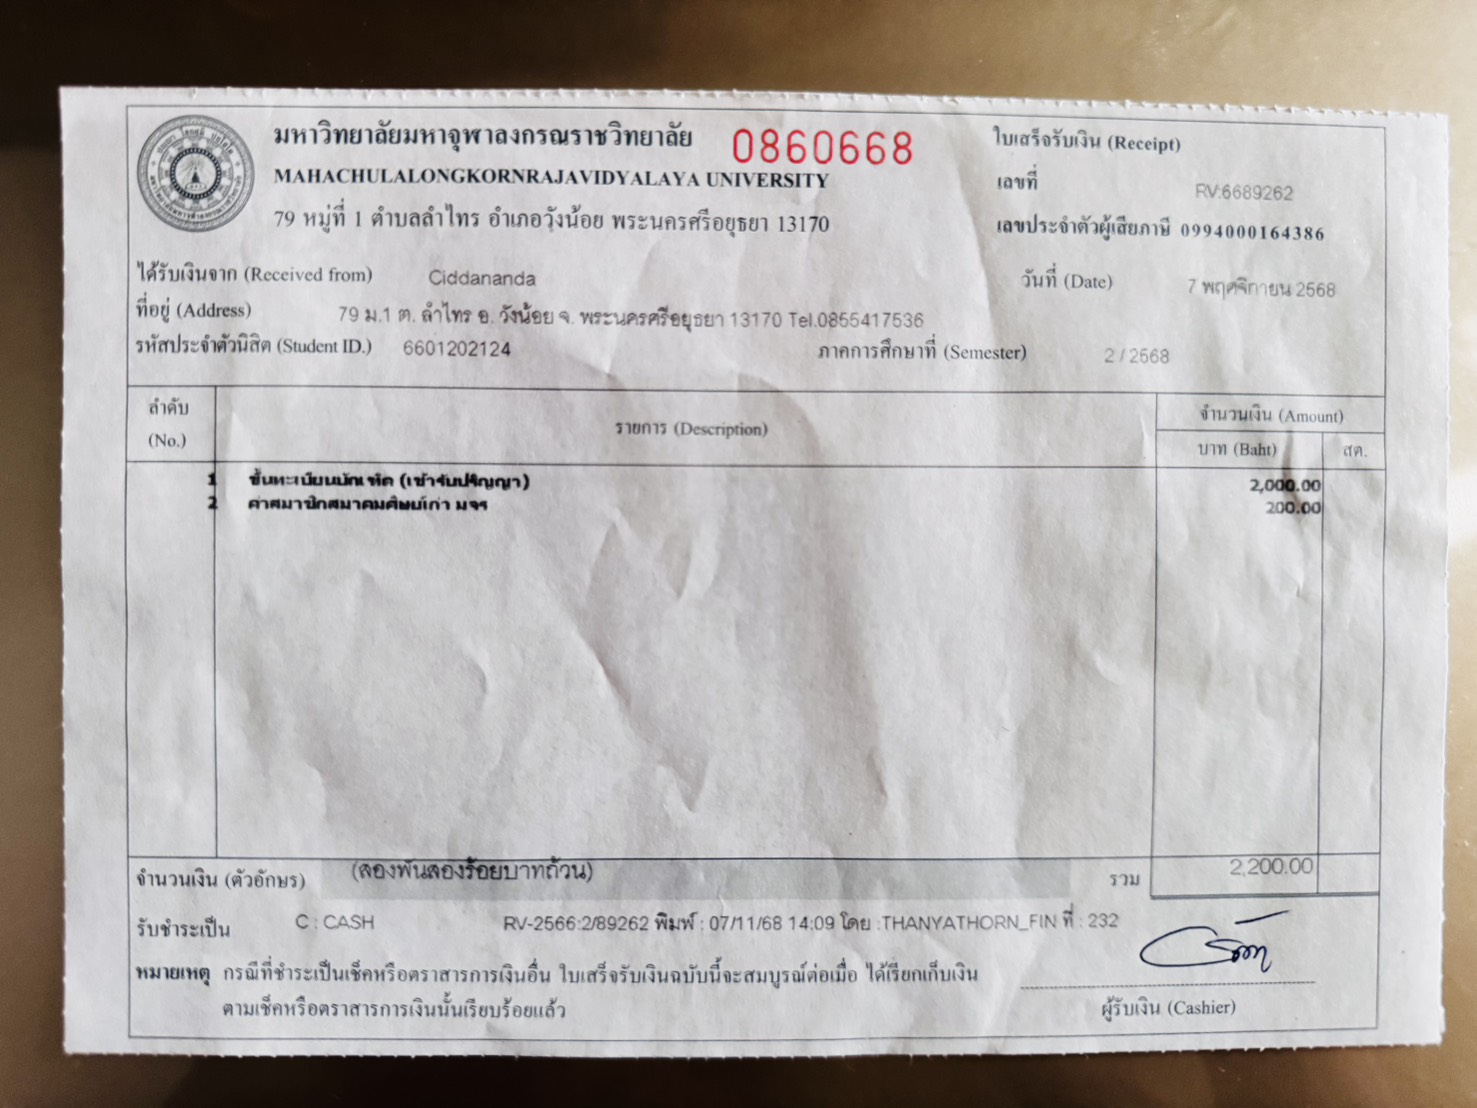 มหาวิทยาลัยมหาจุฬาลงกรณราชวิทยาลัย 0860668 ใบเสร็จรับเงิน (Receipt)
MAHACHULALONGKORNRAJAVIDYALAYA UNIVERSITY เลขที่ RV:6689262
79 หมู่ที่ 1 ตำบลลำไทร อำเภอวังน้อย พระนครศรีอยุธยา 13170 เลขประจำตัวผู้เสียภาษี 0994000164386
ได้รับเงินจาก (Received from) Ciddananda วันที่ (Date) 7 พฤศจิกายน 2568
ที่อยู่ (Address) 79 ม.1 ต. ลำไทร อ. วังน้อย จ. พระนครศรีอยุธยา 13170 Tel.0855417536
รหัสประจำตัวนิสิต (Student ID.) 6601202124 ภาคการศึกษาที่ (Semester) 2 / 2568
ลำดับ (No.) รายการ (Description) จำนวนเงิน (Amount)
บาท (Baht) สต.
1 ขึ้นทะเบียนบัณฑิต (เข้ารับปริญญา) 2,000.00
2 ค่าสมาชิกสมาคมศิษย์เก่า มจร 200.00
จำนวนเงิน (ตัวอักษร) (สองพันสองร้อยบาทถ้วน) รวม 2,200.00
รับชำระเป็น C : CASH RV-2566:2/89262 พิมพ์ : 07/11/68 14:09 โดย :THANYATHORN_FIN ที่ : 232
หมายเหตุ กรณีที่ชำระเป็นเช็คหรือตราสารการเงินอื่น ใบเสร็จรับเงินฉบับนี้จะสมบูรณ์ต่อเมื่อ ได้เรียกเก็บเงิน
ตามเช็คหรือตราสารการเงินนั้นเรียบร้อยแล้ว ผู้รับเงิน (Cashier)